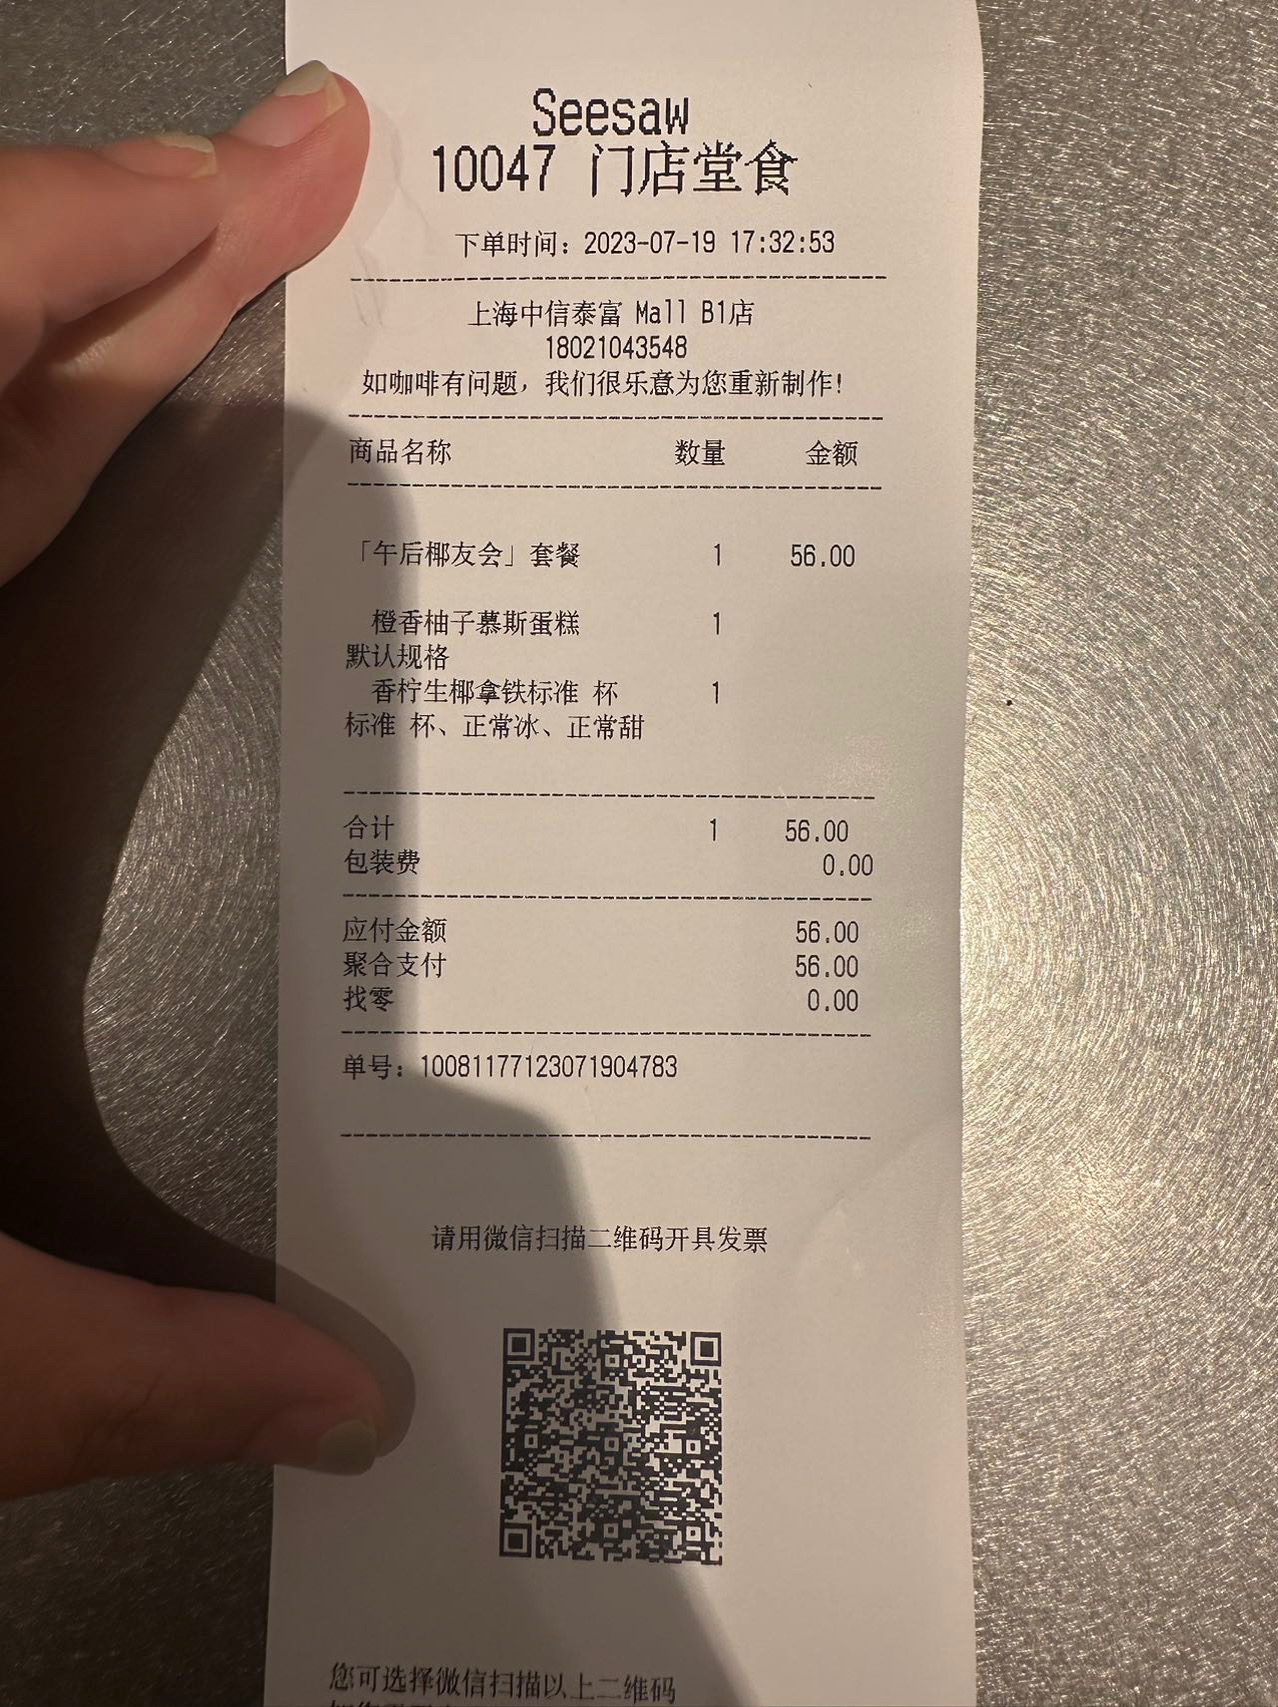 Seesaw
10047 门店堂食
下单时间：2023-07-19 17:32:53
上海中信泰富 Mall B1店
18021043548
如咖啡有问题，我们很乐意为您重新制作！
商品名称 数量 金额
「午后椰友会」套餐 1 56.00
橙香柚子慕斯蛋糕 1
默认规格
香柠生椰拿铁标准 杯 1
标准 杯、正常冰、正常甜
合计 1 56.00
包装费 0.00
应付金额 56.00
聚合支付 56.00
找零 0.00
单号：10081177123071904783
请用微信扫描二维码开具发票
您可选择微信扫描以上二维码